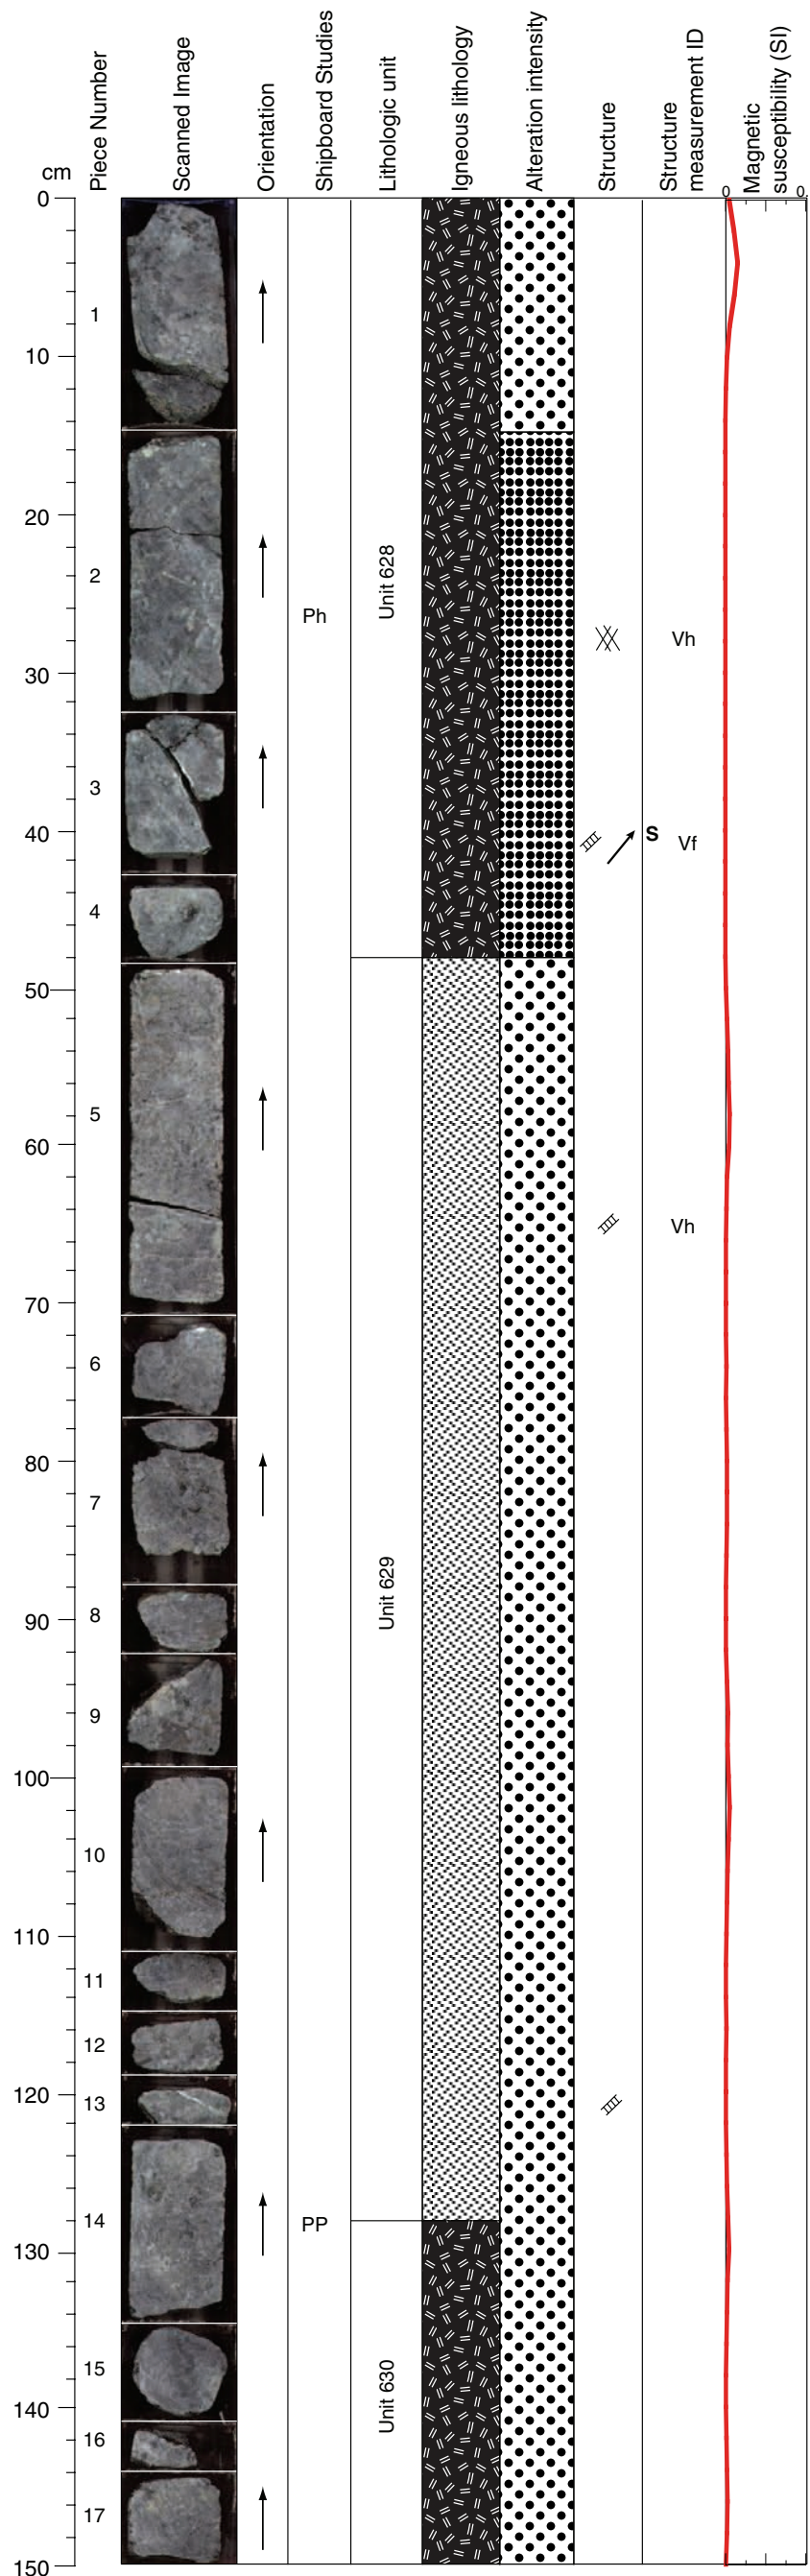 cm
Piece Number
Scanned Image
Orientation
Shipboard Studies
Lithologic unit
Igneous lithology
Alteration intensity
Structure
Structure
measurement ID
Magnetic
susceptibility (SI)
0
0.
0
1
10
2
20
Ph
Unit 628
Vh
30
3
40
S
Vf
4
50
5
60
Vh
70
6
80
7
8
90
Unit 629
9
100
10
110
11
12
120
13
14
PP
130
15
Unit 630
140
16
17
150